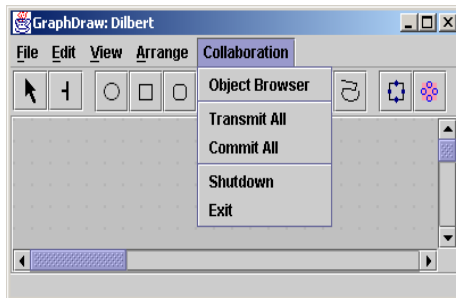 GraphDraw: Dilbert
File Edit View Arrange Collaboration
Object Browser
Transmit All
Commit All
Shutdown
Exit